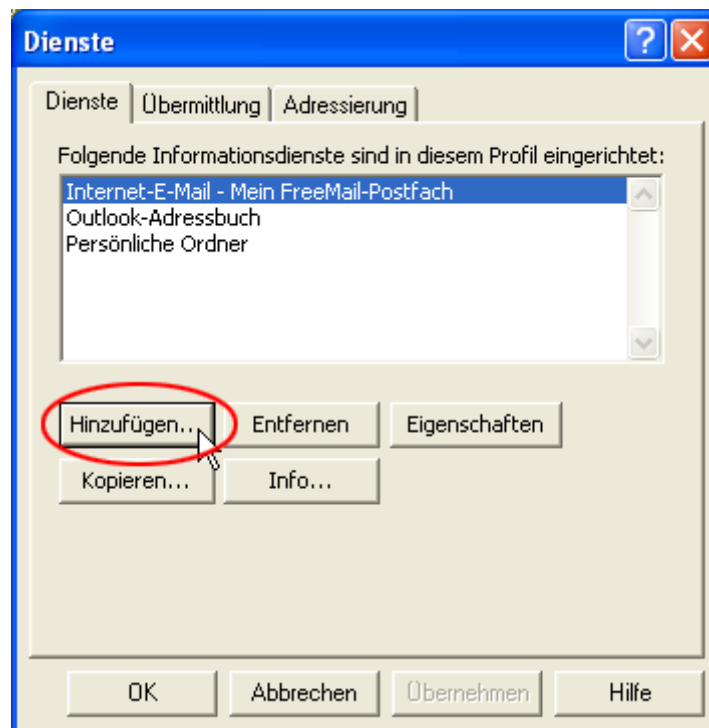 Dienste
Dienste Übermittlung Adressierung
Folgende Informationsdienste sind in diesem Profil eingerichtet:
Internet-E-Mail - Mein FreeMail-Postfach
Outlook-Adressbuch
Persönliche Ordner
Hinzufügen... Entfernen Eigenschaften
Kopieren... Info...
OK Abbrechen Übernehmen Hilfe